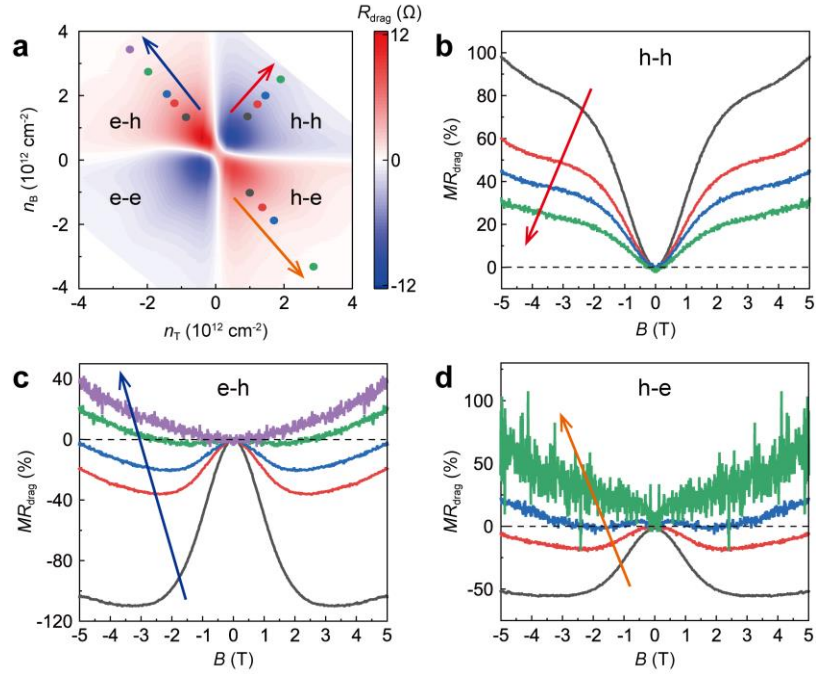 a
R_drag (Ω)
4
2
0
-2
-4
n_B (10^12 cm^-2)
e-h
h-h
e-e
h-e
-4 -2 0 2 4
n_T (10^12 cm^-2)
12
0
-12
b
h-h
100
80
60
40
20
0
MR_drag (%)
-5 -4 -3 -2 -1 0 1 2 3 4 5
B (T)
c
e-h
40
0
-40
-80
-120
MR_drag (%)
-5 -4 -3 -2 -1 0 1 2 3 4 5
B (T)
d
h-e
100
50
0
-50
MR_drag (%)
-5 -4 -3 -2 -1 0 1 2 3 4 5
B (T)